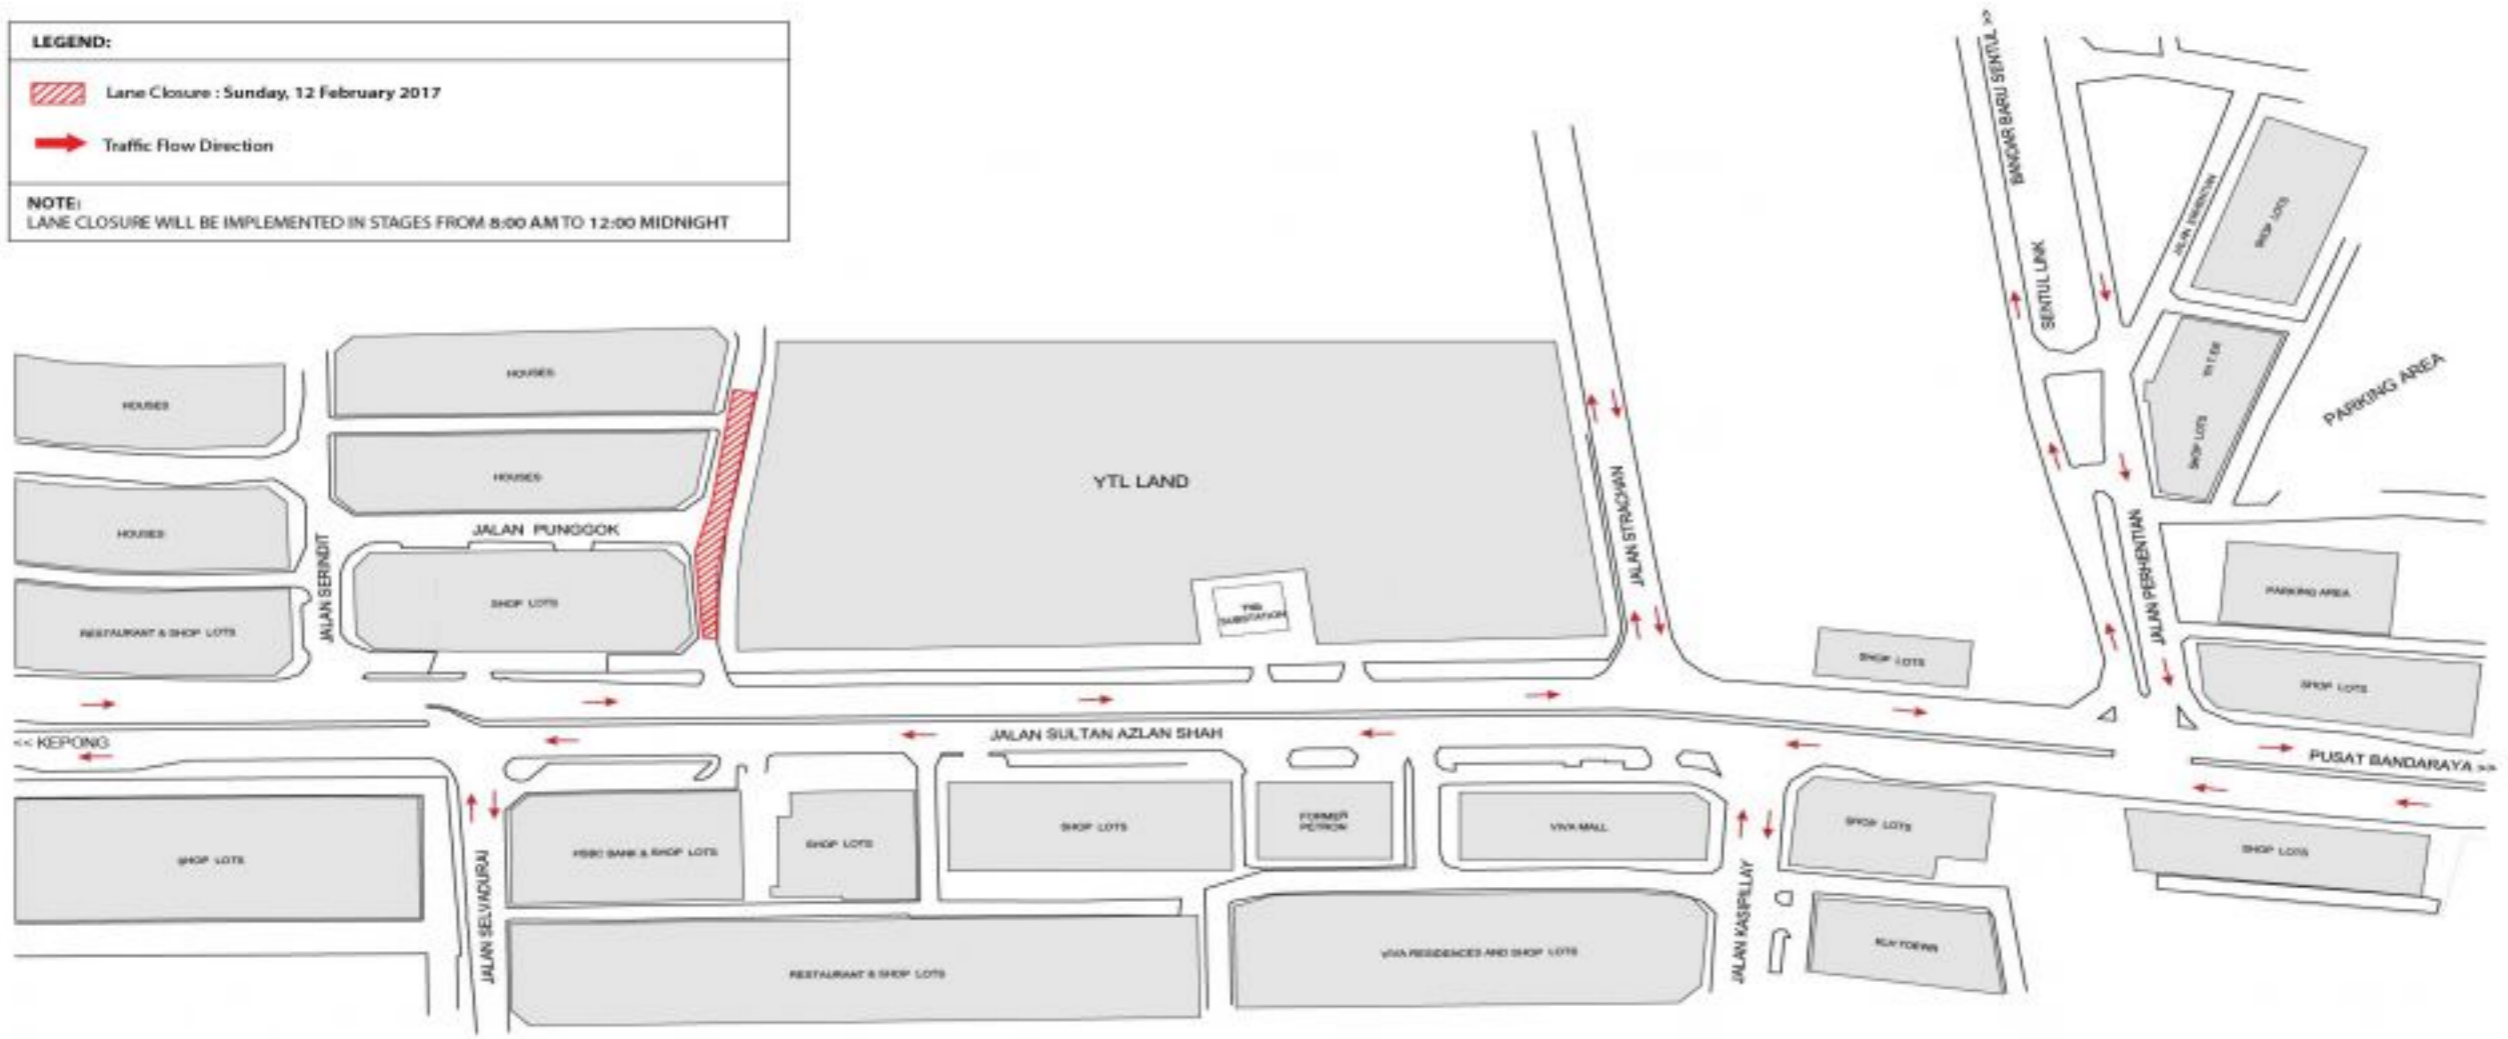 LEGEND:
Lane Closure : Sunday, 12 February 2017
Traffic Flow Direction
NOTE:
LANE CLOSURE WILL BE IMPLEMENTED IN STAGES FROM 8:00 AM TO 12:00 MIDNIGHT
BANDAR BARU SENTUL >>
SENTUL LINK
SHOP LOTS
SHOP LOTS
PARKING AREA
HOUSES
HOUSES
HOUSES
HOUSES
JALAN PUNGGOK
JALAN SERINDIT
SHOP LOTS
RESTAURANT & SHOP LOTS
YTL LAND
SUBSTATION
JALAN STRACHAN
JALAN PERHENTIAN
PARKING AREA
SHOP LOTS
SHOP LOTS
<< KEPONG
JALAN SULTAN AZLAN SHAH
PUSAT BANDARAYA >>
SHOP LOTS
JALAN SELVADURAI
HSBC BANK & SHOP LOTS
SHOP LOTS
SHOP LOTS
FORMER
PETRON
VIVA MALL
JALAN KASIPILLAY
SHOP LOTS
SHOP LOTS
RESTAURANT & SHOP LOTS
VIVA RESIDENCES AND SHOP LOTS